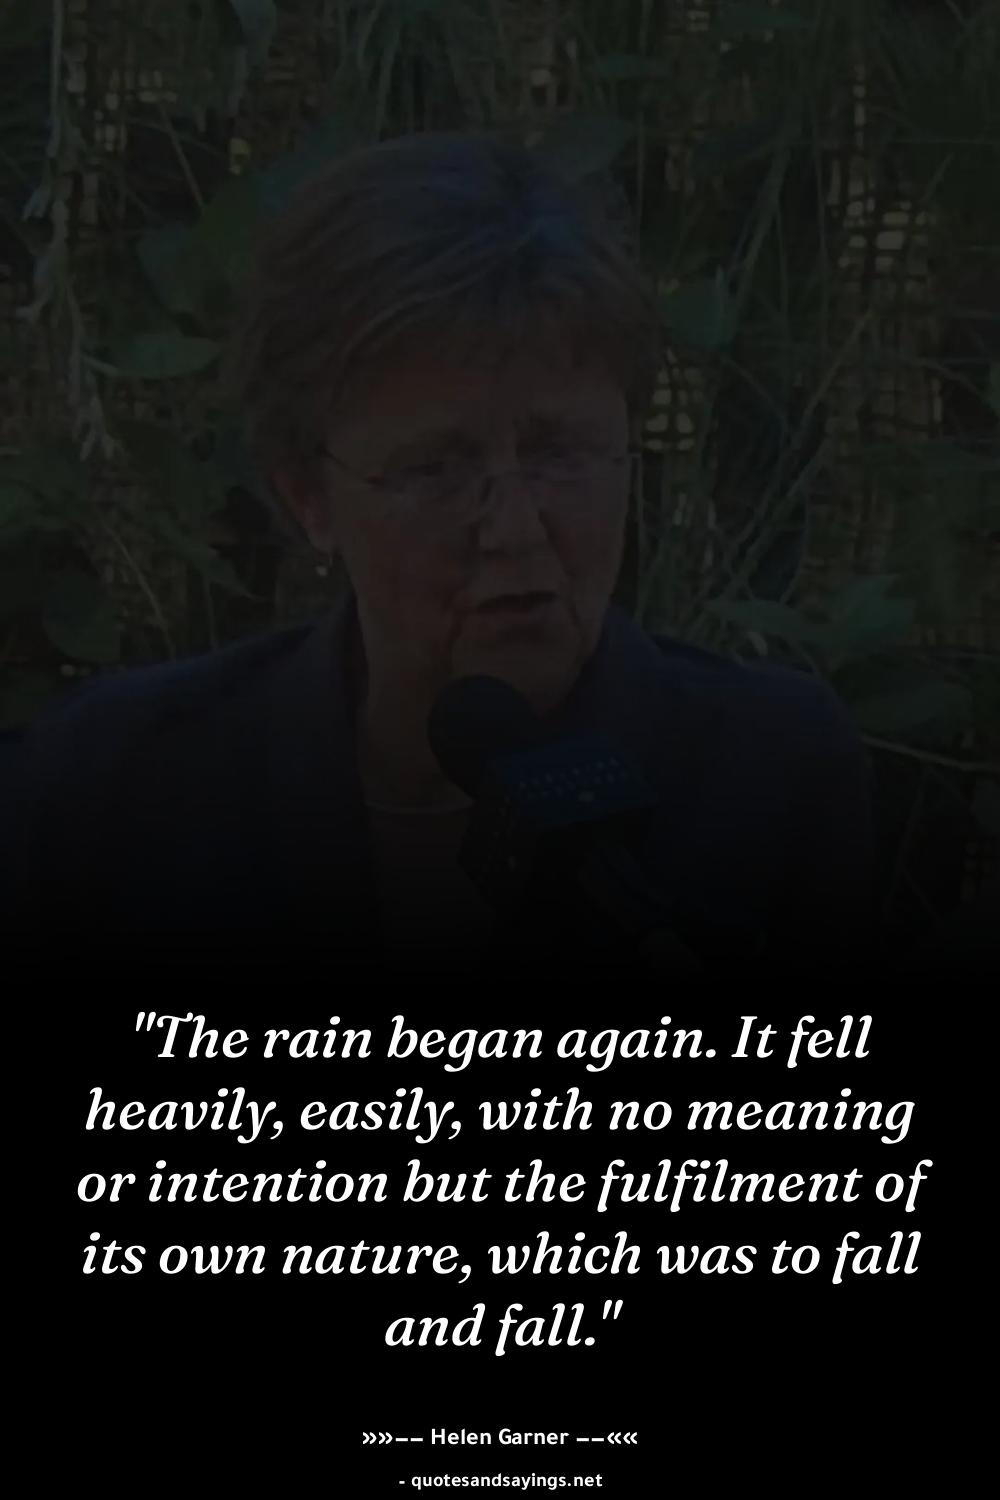 "The rain began again. It fell
heavily, easily, with no meaning
or intention but the fulfilment of
its own nature, which was to fall
and fall."
»»−− Helen Garner −−««
- quotesandsayings.net